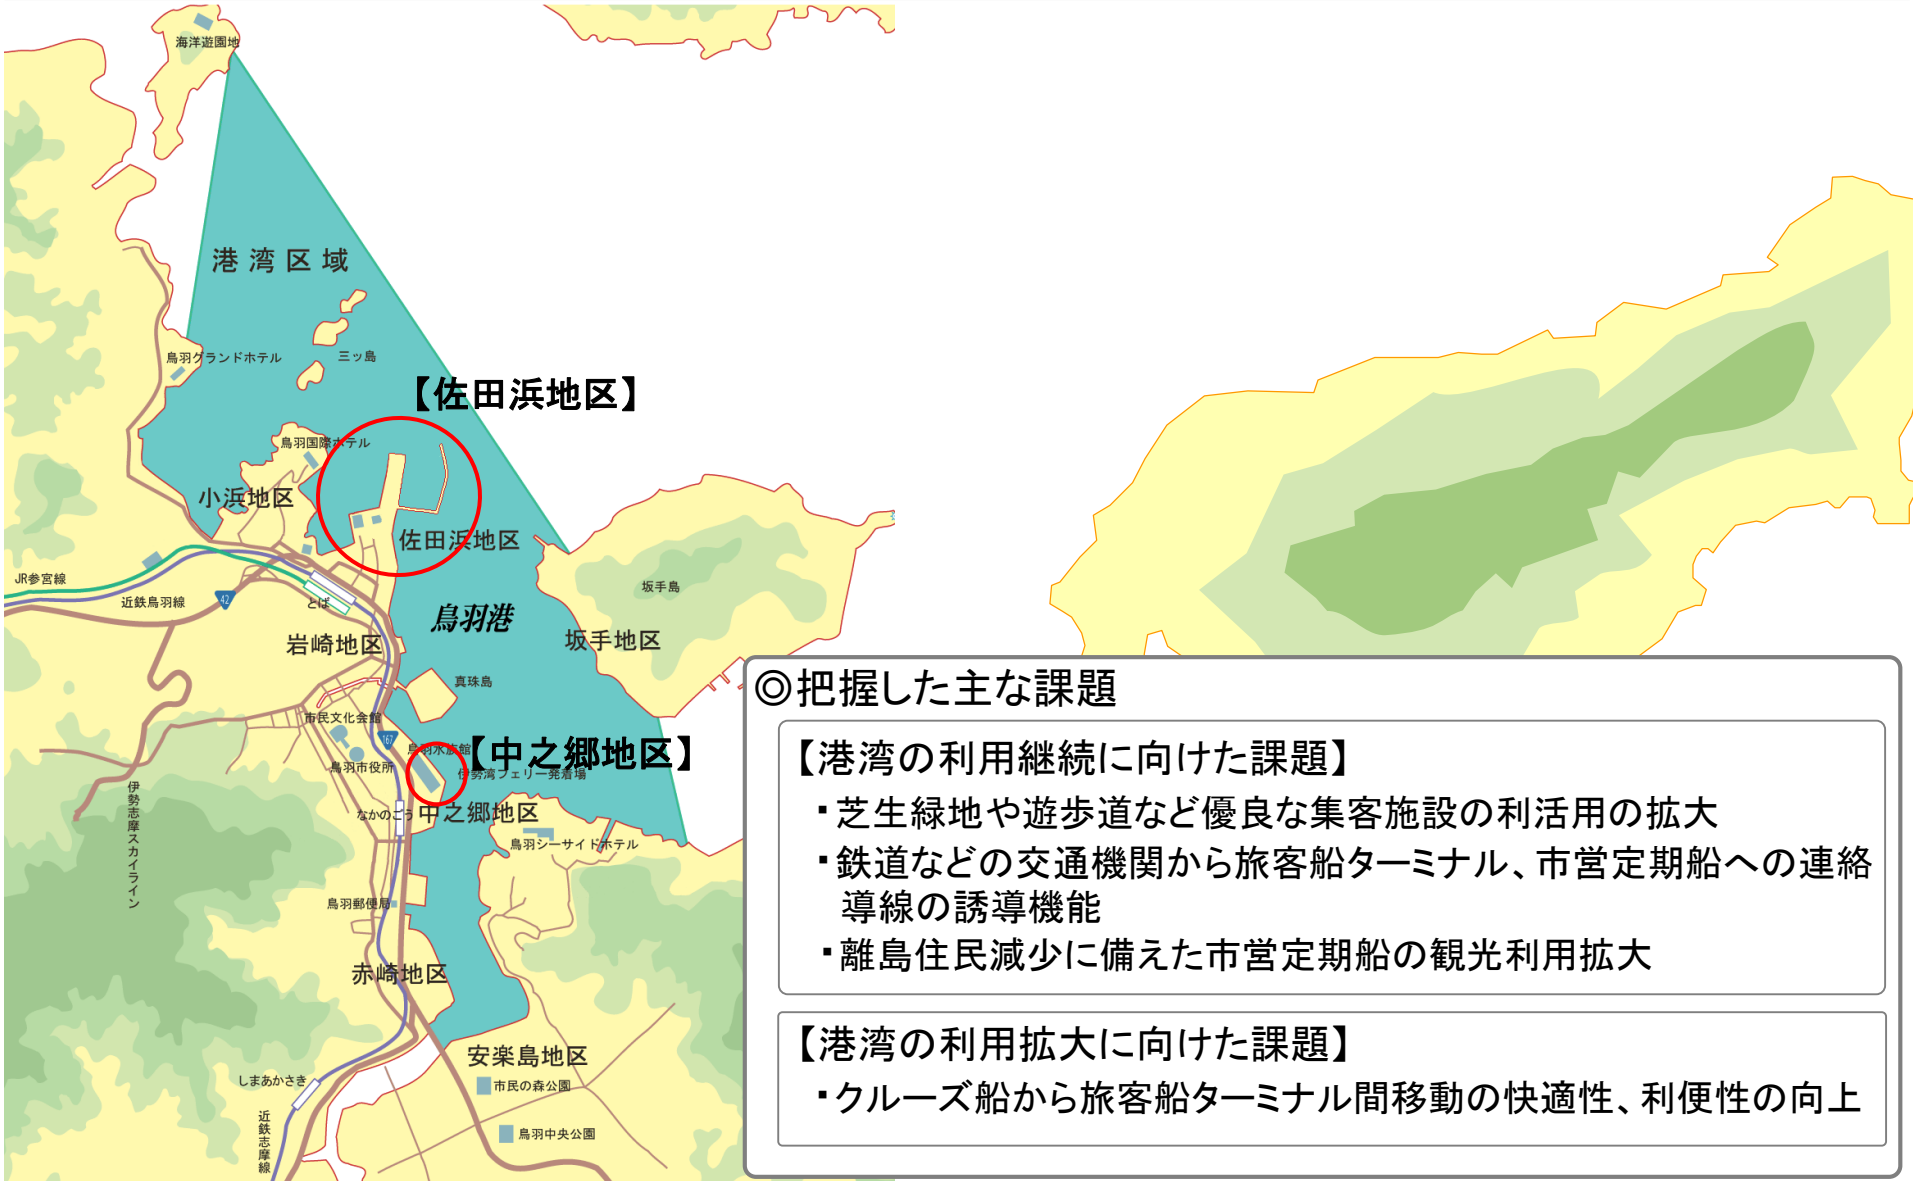 海洋遊園地
港湾区域
鳥羽グランドホテル
三ッ島
【佐田浜地区】
鳥羽国際ホテル
小浜地区
佐田浜地区
JR参宮線
近鉄鳥羽線
42
とば
坂手島
鳥羽港
岩崎地区
坂手地区
真珠島
市民文化会館
167
鳥羽水族館
【中之郷地区】
鳥羽市役所
伊勢湾フェリー発着場
伊勢志摩スカイライン
なかのごう
中之郷地区
鳥羽シーサイドホテル
鳥羽郵便局
赤崎地区
安楽島地区
しまあかさき
市民の森公園
近鉄志摩線
鳥羽中央公園
◎把握した主な課題
【港湾の利用継続に向けた課題】
▪芝生緑地や遊歩道など優良な集客施設の利活用の拡大
▪鉄道などの交通機関から旅客船ターミナル、市営定期船への連絡
導線の誘導機能
▪離島住民減少に備えた市営定期船の観光利用拡大
【港湾の利用拡大に向けた課題】
▪クルーズ船から旅客船ターミナル間移動の快適性、利便性の向上